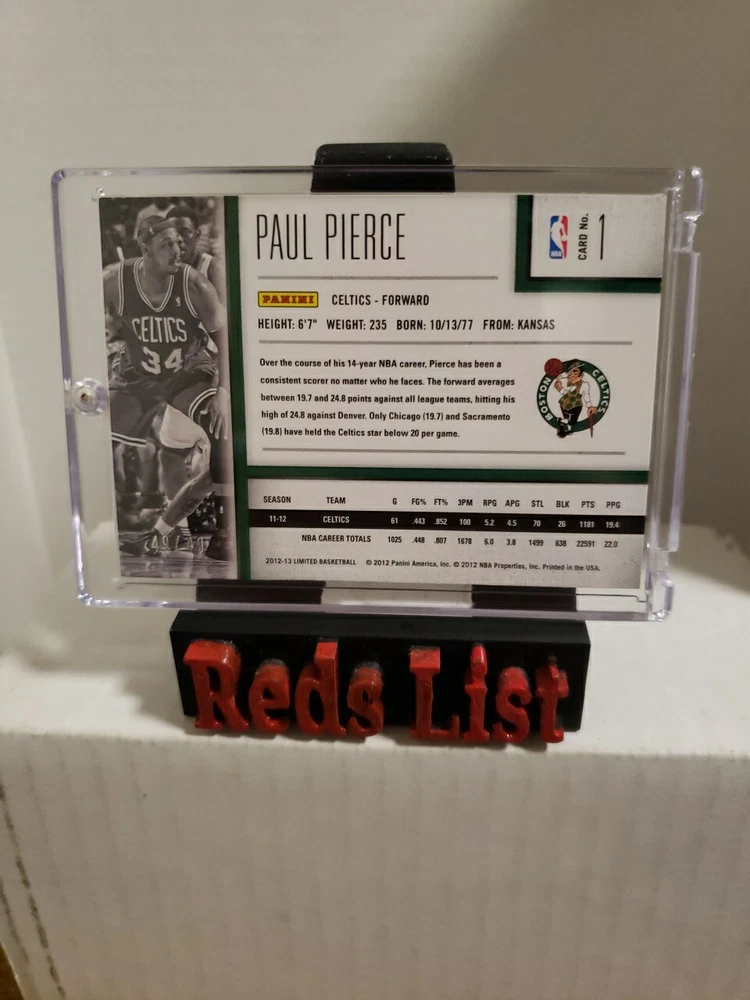 PAUL PIERCE
NBA
CARD No. 1
PANINI CELTICS - FORWARD
HEIGHT: 6'7" WEIGHT: 235 BORN: 10/13/77 FROM: KANSAS
Over the course of his 14-year NBA career, Pierce has been a
consistent scorer no matter who he faces. The forward averages
between 19.7 and 24.8 points against all league teams, hitting his
high of 24.8 against Denver. Only Chicago (19.7) and Sacramento
(19.8) have held the Celtics star below 20 per game.
BOSTON CELTICS
CELTICS
34
SEASON TEAM G FG% FT% 3PM RPG APG STL BLK PTS PPG
11-12 CELTICS 61 .443 .852 100 5.2 4.5 70 26 1181 19.4
NBA CAREER TOTALS 1025 .448 .807 1678 6.0 3.8 1499 638 22591 22.0
2012-13 LIMITED BASKETBALL © 2012 Panini America, Inc. © 2012 NBA Properties, Inc. Printed in the USA.
Reds List